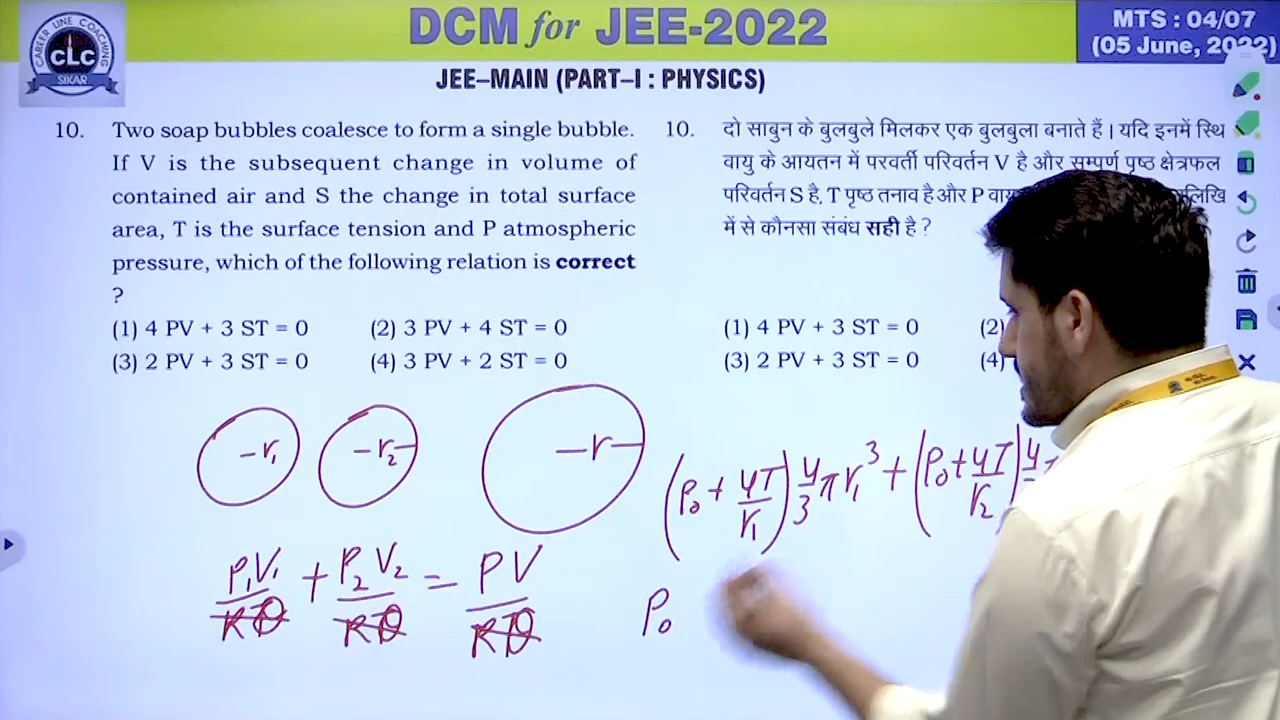 DCM for JEE-2022
MTS : 04/07
(05 June, 2022)
CAREER LINE COACHING
CLC
SIKAR
JEE–MAIN (PART–I : PHYSICS)
10. Two soap bubbles coalesce to form a single bubble.
If V is the subsequent change in volume of
contained air and S the change in total surface
area, T is the surface tension and P atmospheric
pressure, which of the following relation is correct
?
(1) 4 PV + 3 ST = 0 (2) 3 PV + 4 ST = 0
(3) 2 PV + 3 ST = 0 (4) 3 PV + 2 ST = 0
10. दो साबुन के बुलबुले मिलकर एक बुलबुला बनाते हैं। यदि इनमें स्थि
वायु के आयतन में परवर्ती परिवर्तन V है और सम्पूर्ण पृष्ठ क्षेत्रफल
परिवर्तन S है, T पृष्ठ तनाव है और P वायु
में से कौनसा संबंध सही है ?
(1) 4 PV + 3 ST = 0 (2)
(3) 2 PV + 3 ST = 0 (4)
r₁ r₂ r
(P₀ + 4T/r₁) 4/3 πr₁³ + (P₀ + 4T/r₂) 4
P₁V₁/Rθ + P₂V₂/Rθ = PV/Rθ
P₀